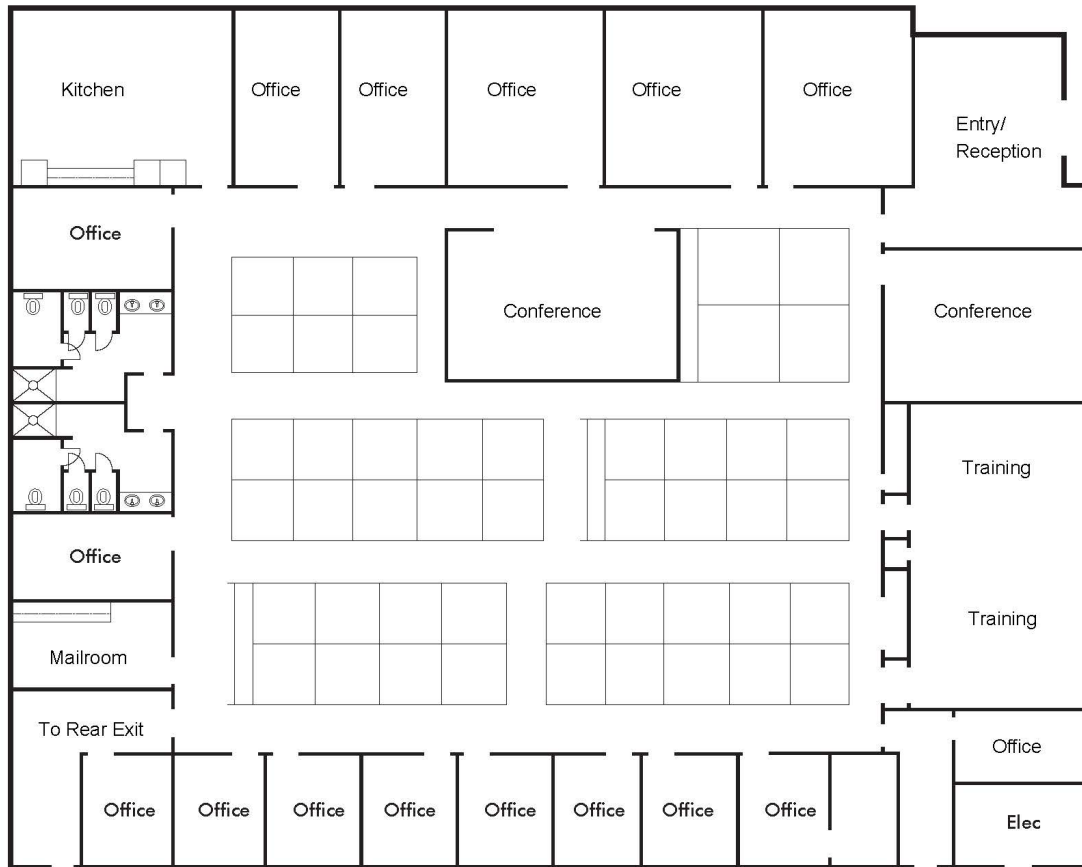 Kitchen
Office
Office
Office
Office
Office
Entry/
Reception
Office
Conference
Conference
Training
Office
Training
Mailroom
To Rear Exit
Office
Office
Office
Office
Office
Office
Office
Office
Office
Elec